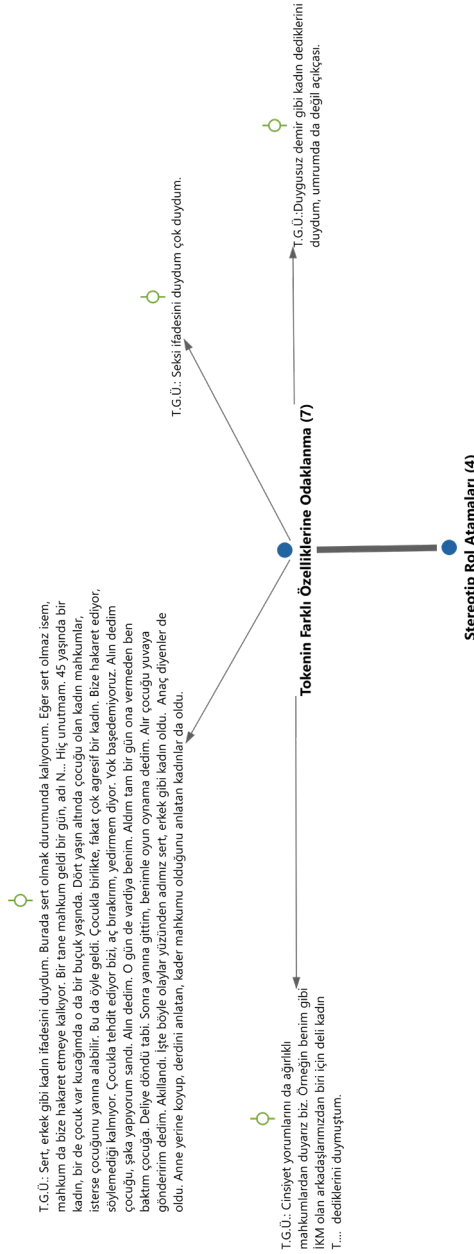 T.G.Ü.: Sert, erkek gibi kadın ifadesini duydum. Burada sert olmak durumunda kalıyorum. Eğer sert olmaz isem,
mahkum da bize hakaret etmeye kalkıyor. Bir tane mahkum geldi bir gün, adı N... Hiç unutmam. 45 yaşında bir
kadın, bir de çocuk var kucağımda o da bir buçuk yaşında. Dört yaşın altında çocuğu olan kadın mahkumlar,
isterse çocuğunu yanına alabilir. Bu da öyle geldi. Çocukla birlikte, fakat çok agresif bir kadın. Bize hakaret ediyor,
söylemediği kalmıyor. Çocukla tehdit ediyor bizi, aç bırakırım, yedirmem diyor. Yok başedemiyoruz. Alın dedim
çocuğu, şaka yapıyorum sandı. Alın dedim. O gün de vardiya benim. Aldım tam bir gün ona vermeden ben
baktım çocuğa. Deliye döndü tabi. Sonra yanına gittim, benimle oyun oynama dedim. Alır çocuğu yuvaya
gönderirim dedim. Akıllandı. İşte böyle olaylar yüzünden adımız sert, erkek gibi kadın oldu. Anaç diyenler de
oldu. Anne yerine koyup, derdini anlatan, kader mahkumu olduğunu anlatan kadınlar da oldu.
T.G.Ü.: Seksi ifadesini duydum çok duydum.
T.G.Ü.: Cinsiyet yorumlarını da ağırlıklı
mahkumlardan duyarız biz. Örneğin benim gibi
İKM olan arkadaşlarımızdan biri için deli kadın
T.... dediklerini duymuştum.
Tokenin Farklı Özelliklerine Odaklanma (7)
T.G.Ü.:Duygusuz demir gibi kadın dediklerini
duydum, umrumda da değil açıkçası.
Stereotip Rol Atamaları (4)